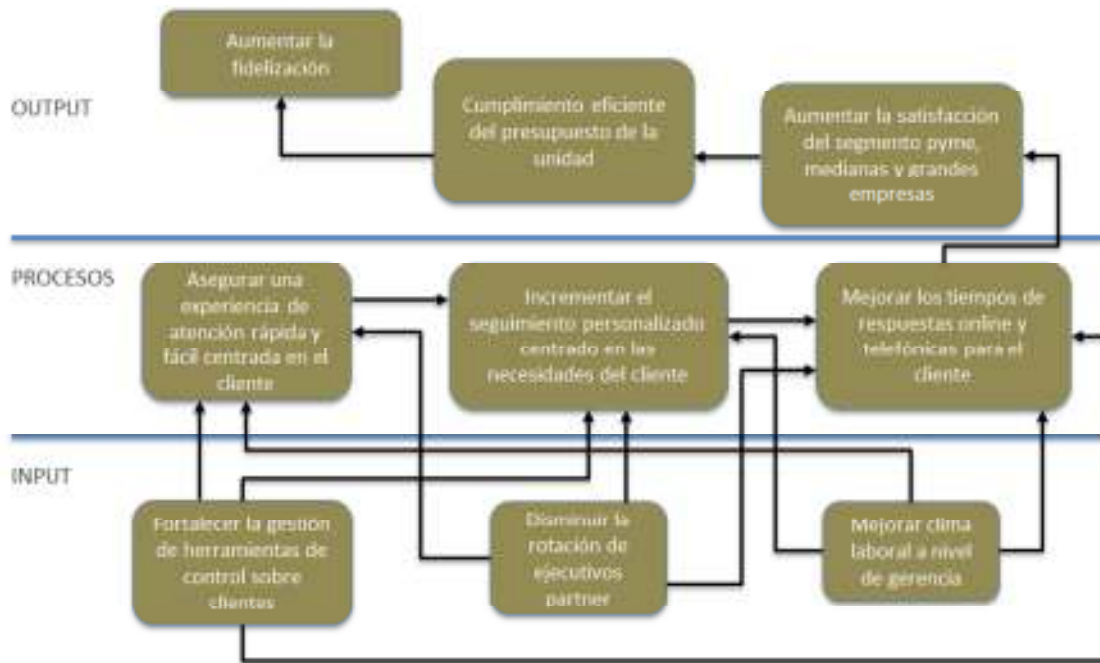 OUTPUT
Aumentar la
fidelización
Cumplimiento eficiente
del presupuesto de la
unidad
Aumentar la satisfacción
del segmento pyme,
medianas y grandes
empresas
PROCESOS
Asegurar una
experiencia de
atención rápida y
fácil centrada en el
cliente
Incrementar el
seguimiento personalizado
centrado en las
necesidades del cliente
Mejorar los tiempos de
respuestas online y
telefónicas para el
cliente
INPUT
Fortalecer la gestión
de herramientas de
control sobre
clientes
Disminuir la
rotación de
ejecutivos
partner
Mejorar clima
laboral a nivel
de gerencia